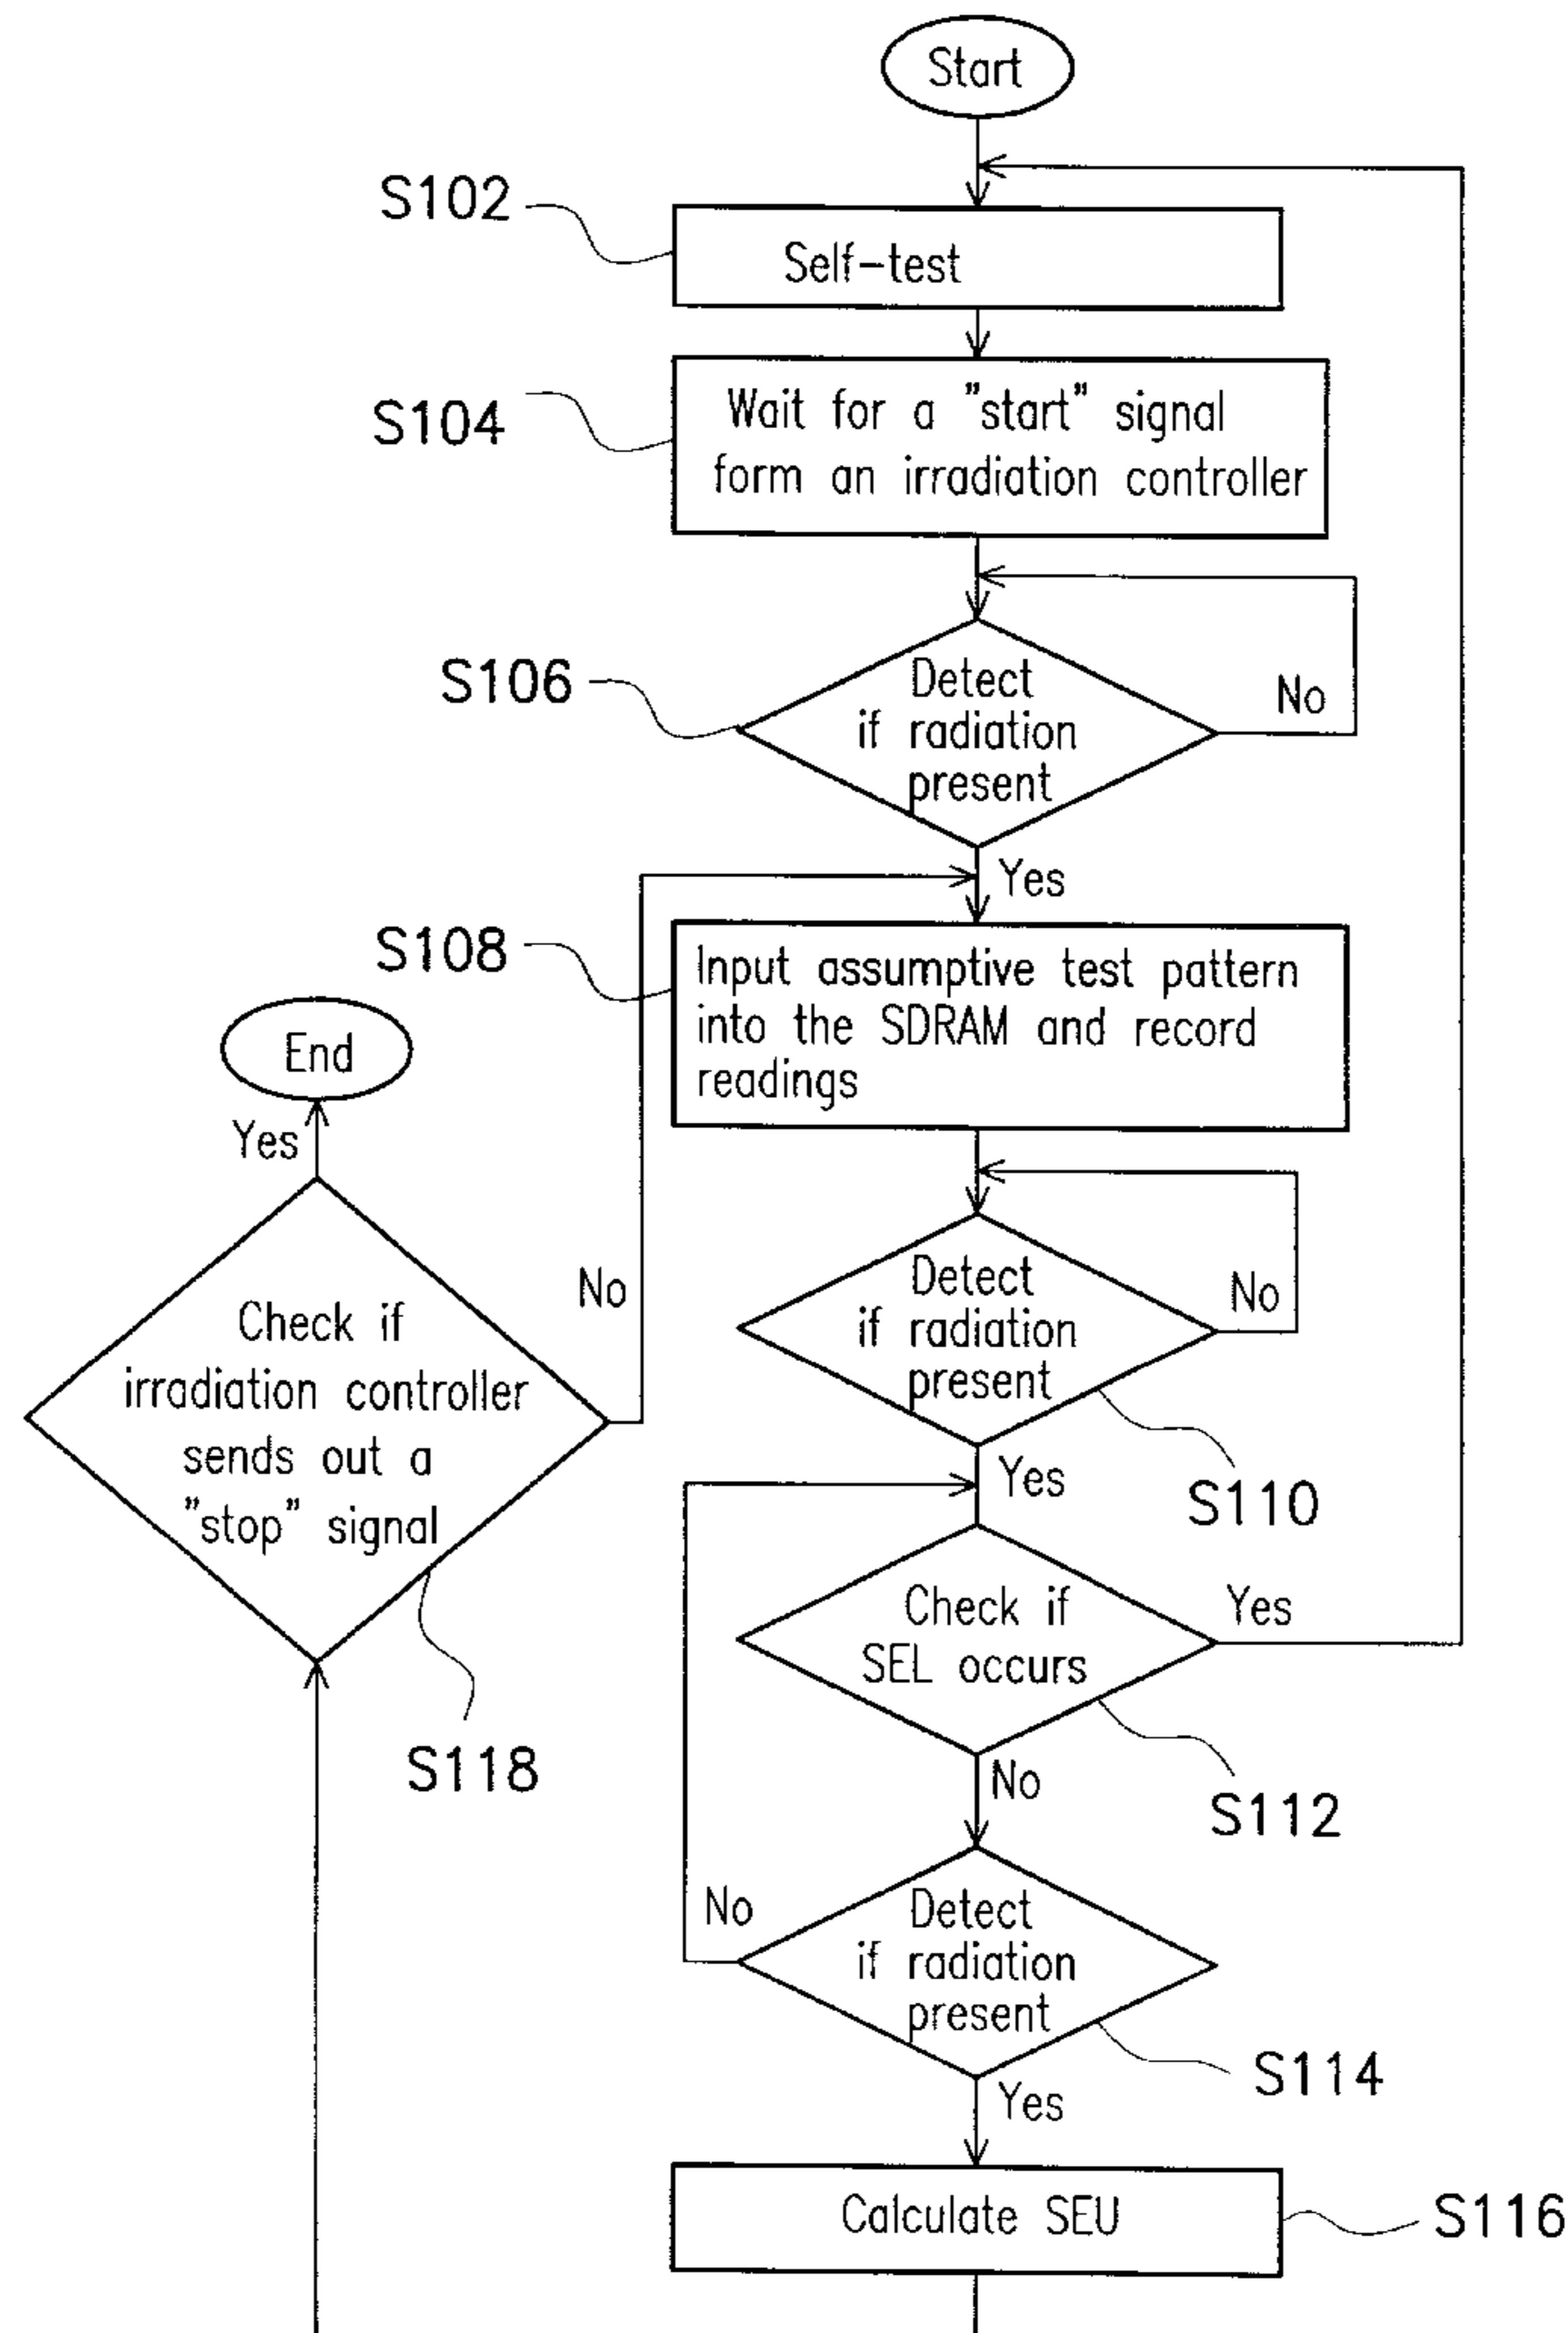 Start
S102
Self-test
S104
Wait for a "start" signal
form an irradiation controller
S106
Detect
if radiation
present
No
Yes
S108
Input assumptive test pattern
into the SDRAM and record
readings
End
Yes
Check if
irradiation controller
sends out a
"stop" signal
No
S118
Detect
if radiation
present
No
Yes
S110
Check if
SEL occurs
Yes
No
S112
Detect
if radiation
present
No
Yes
S114
Calculate SEU
S116